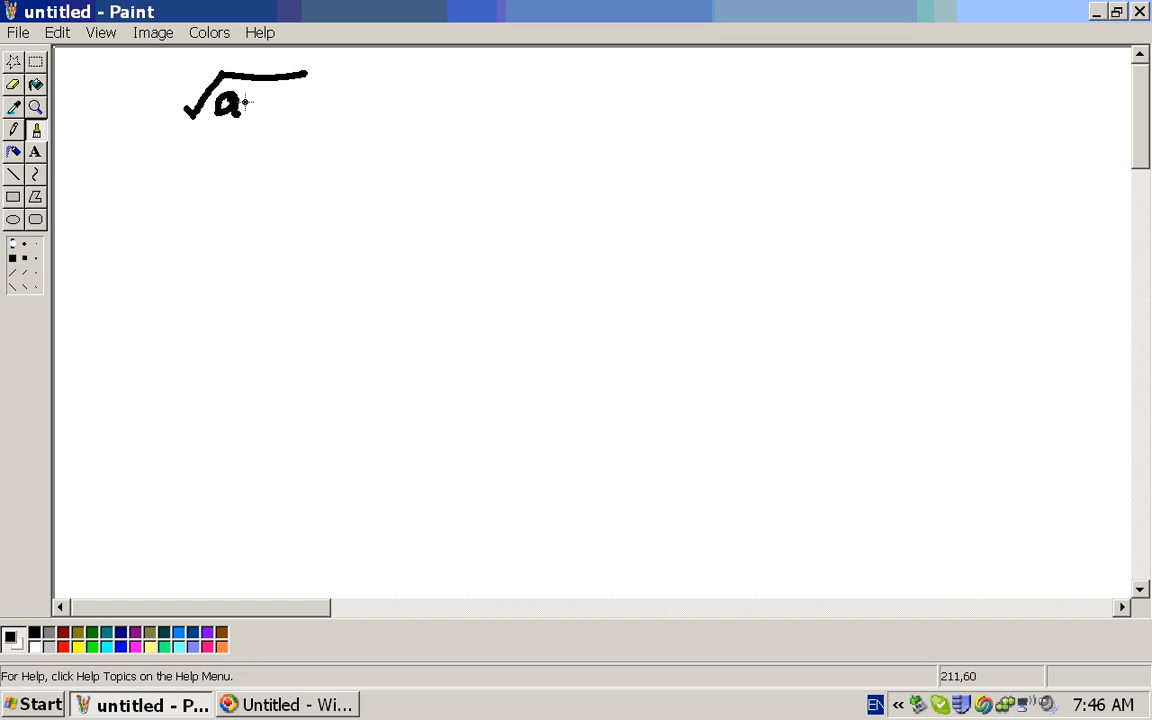 untitled - Paint
File Edit View Image Colors Help
√a
A
For Help, click Help Topics on the Help Menu.
211,60
Start
untitled - P...
Untitled - Wi...
EN
«
7:46 AM